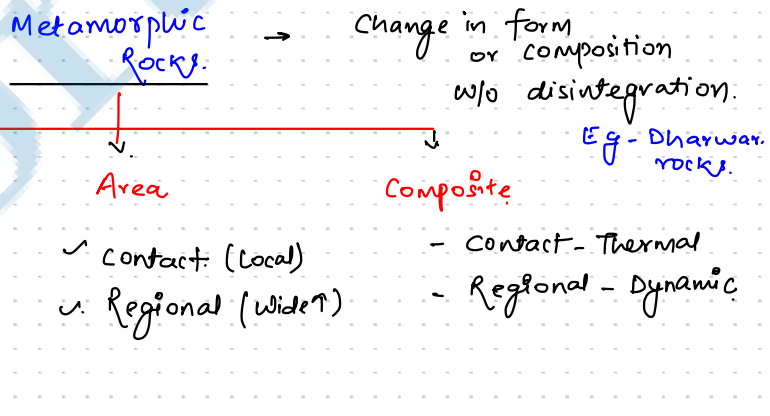 Metamorphic → Change in form
Rocks. or composition
w/o disintegration.
Eg - Dharwar.
rocks.
Area Composite
✓ Contact. (Local) - Contact - Thermal
✓. Regional (Wide↑) - Regional - Dynamic